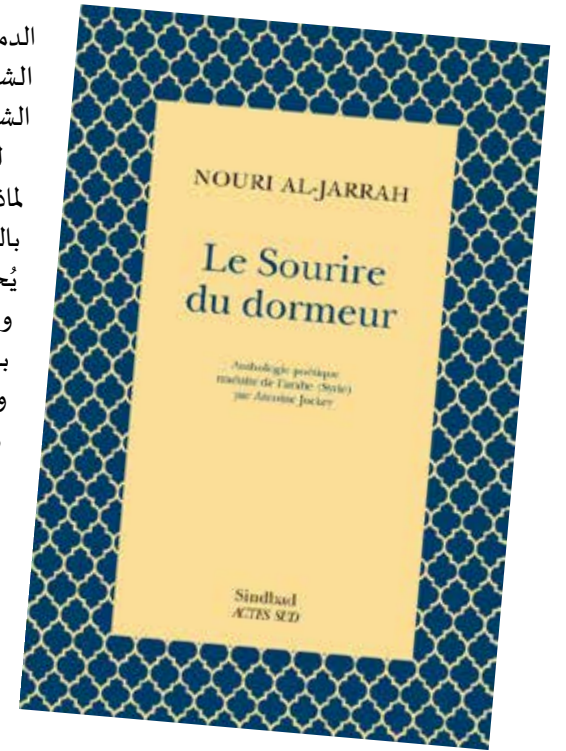 NOURI AL-JARRAH
Le Sourire
du dormeur
Anthologie poétique
traduite de l'arabe (Syrie)
par Antoine Jockey
Sindbad
ACTES SUD